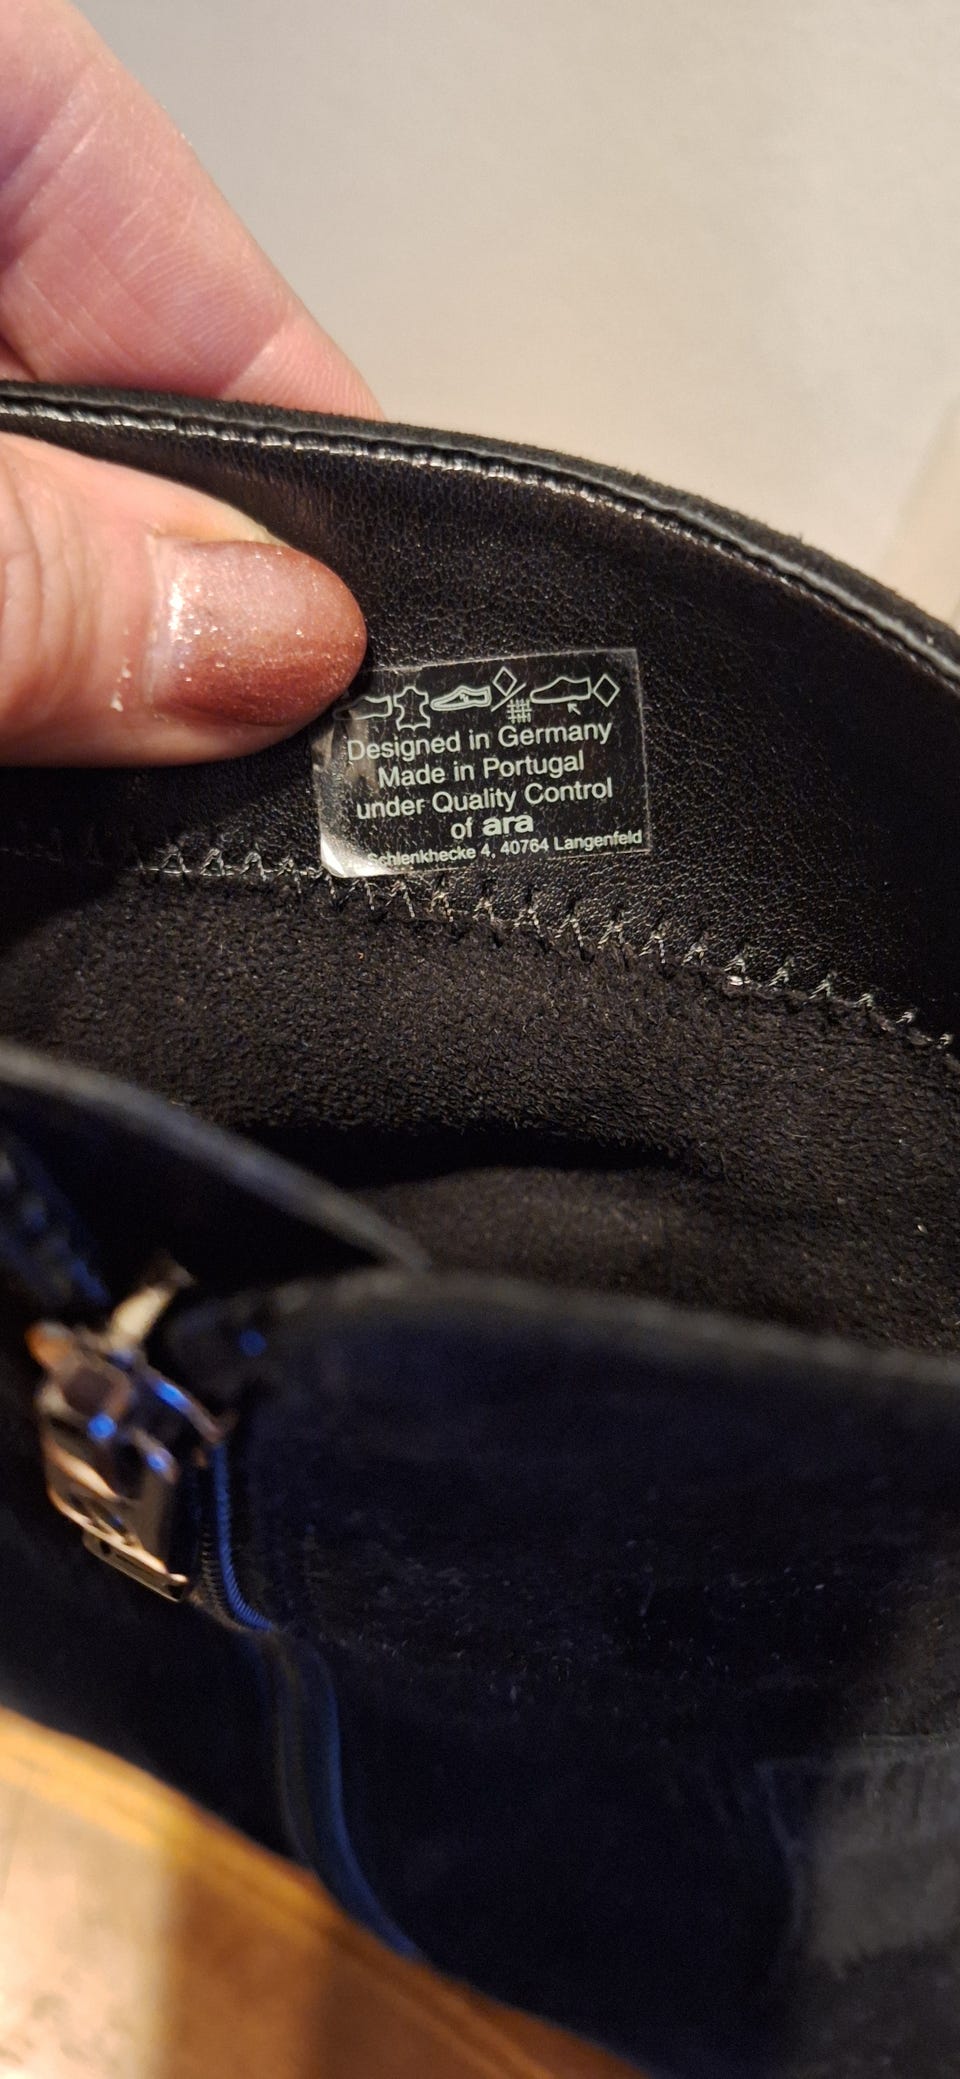 Designed in Germany
Made in Portugal
under Quality Control
of ara
Schlenkhecke 4, 40764 Langenfeld